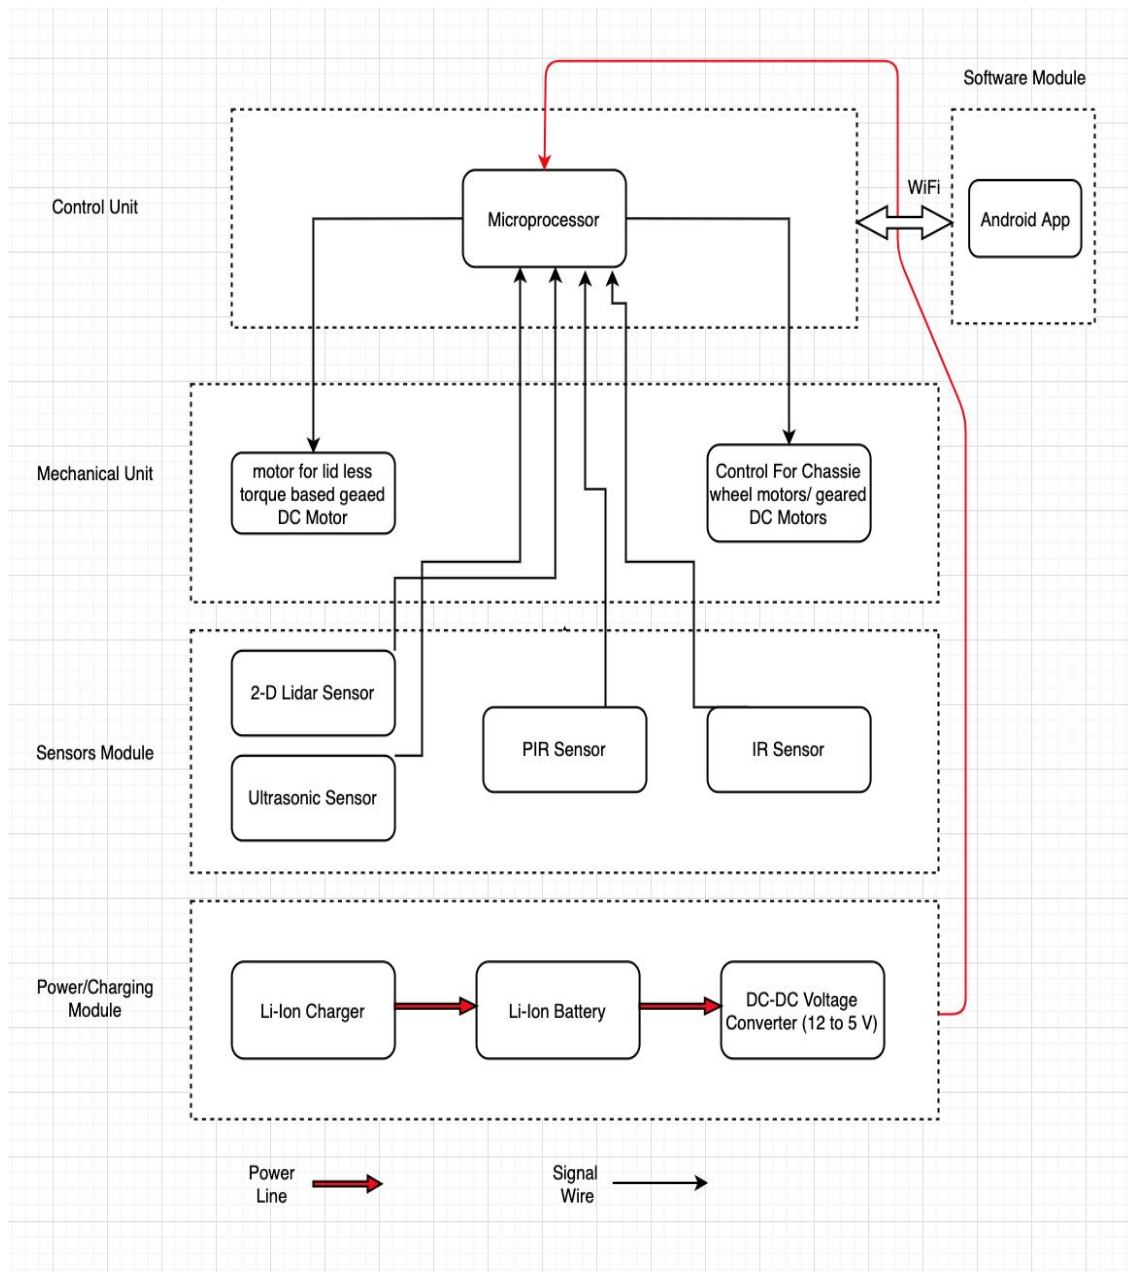 Software Module
Control Unit
Microprocessor
WiFi
Android App
Mechanical Unit
motor for lid less
torque based geaed
DC Motor
Control For Chassie
wheel motors/ geared
DC Motors
Sensors Module
2-D Lidar Sensor
Ultrasonic Sensor
PIR Sensor
IR Sensor
Power/Charging
Module
Li-Ion Charger
Li-Ion Battery
DC-DC Voltage
Converter (12 to 5 V)
Power
Line
Signal
Wire